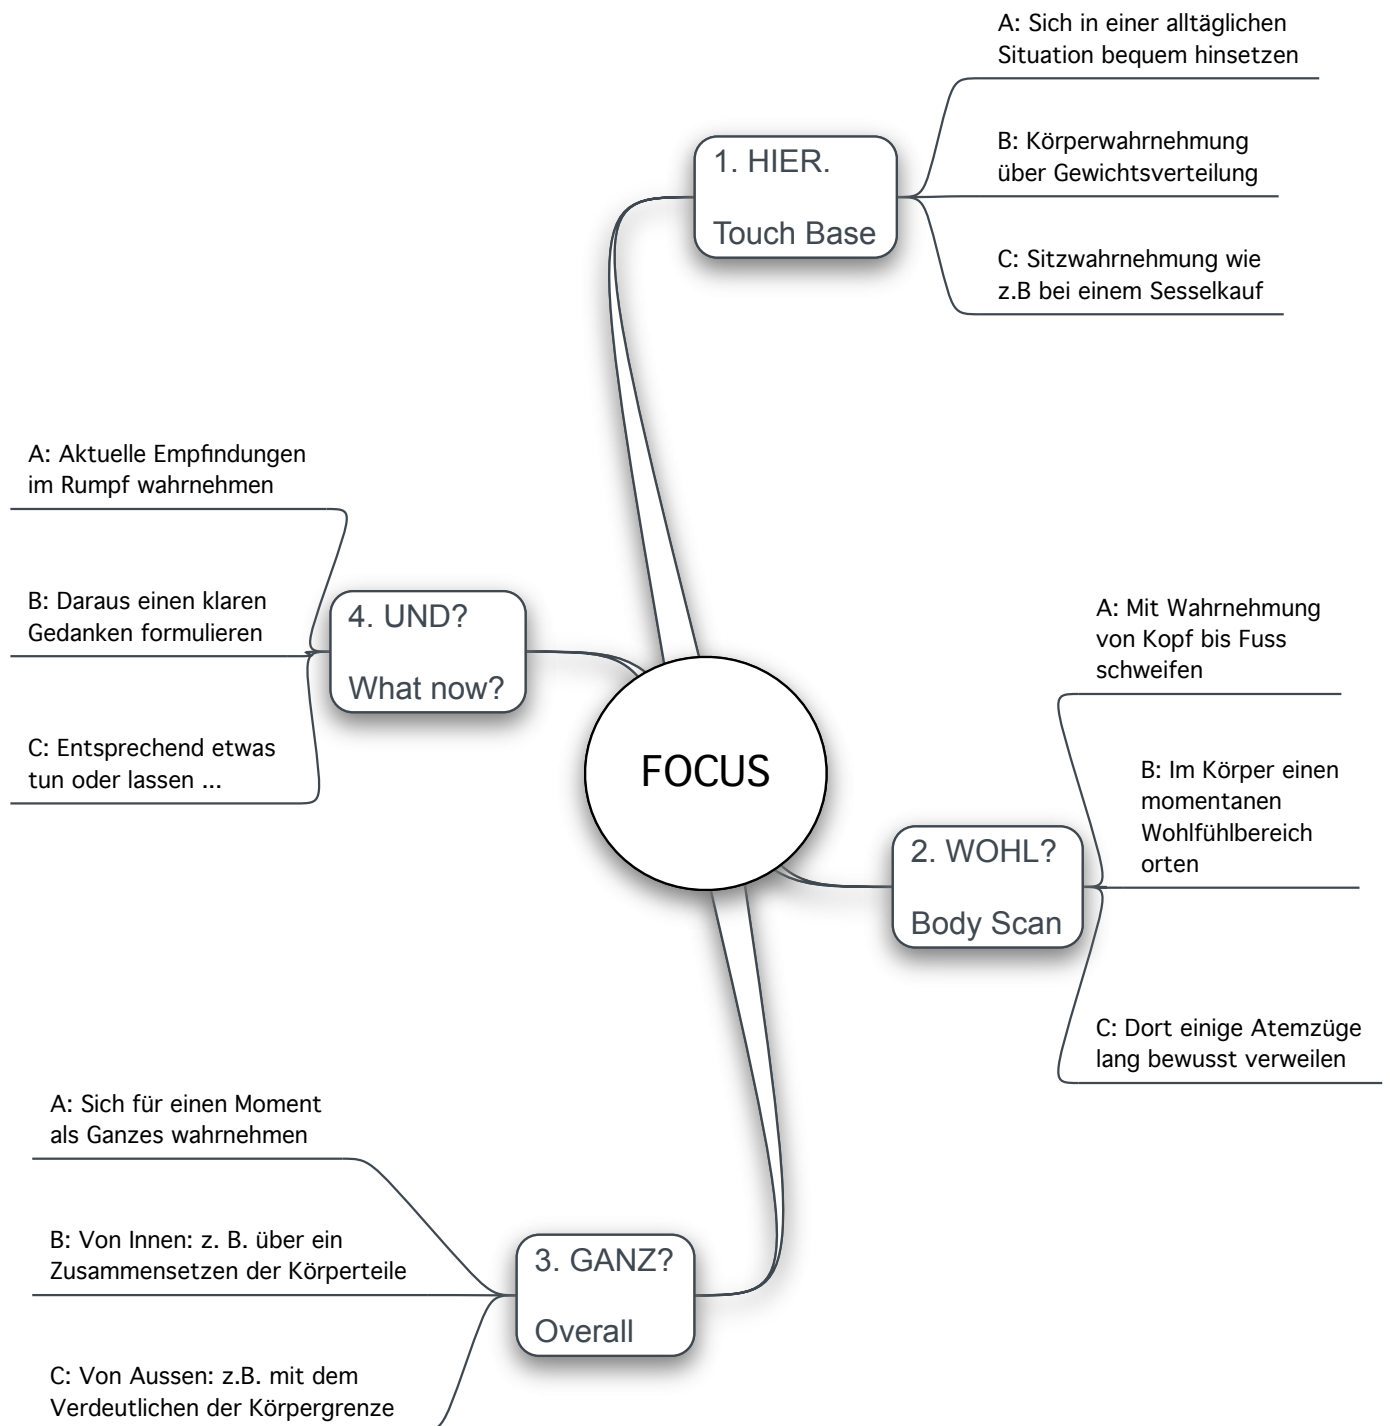 FOCUS
1. HIER.
Touch Base
A: Sich in einer alltäglichen
Situation bequem hinsetzen
B: Körperwahrnehmung
über Gewichtsverteilung
C: Sitzwahrnehmung wie
z.B bei einem Sesselkauf
2. WOHL?
Body Scan
A: Mit Wahrnehmung
von Kopf bis Fuss
schweifen
B: Im Körper einen
momentanen
Wohlfühlbereich
orten
C: Dort einige Atemzüge
lang bewusst verweilen
3. GANZ?
Overall
A: Sich für einen Moment
als Ganzes wahrnehmen
B: Von Innen: z. B. über ein
Zusammensetzen der Körperteile
C: Von Aussen: z.B. mit dem
Verdeutlichen der Körpergrenze
4. UND?
What now?
A: Aktuelle Empfindungen
im Rumpf wahrnehmen
B: Daraus einen klaren
Gedanken formulieren
C: Entsprechend etwas
tun oder lassen ...